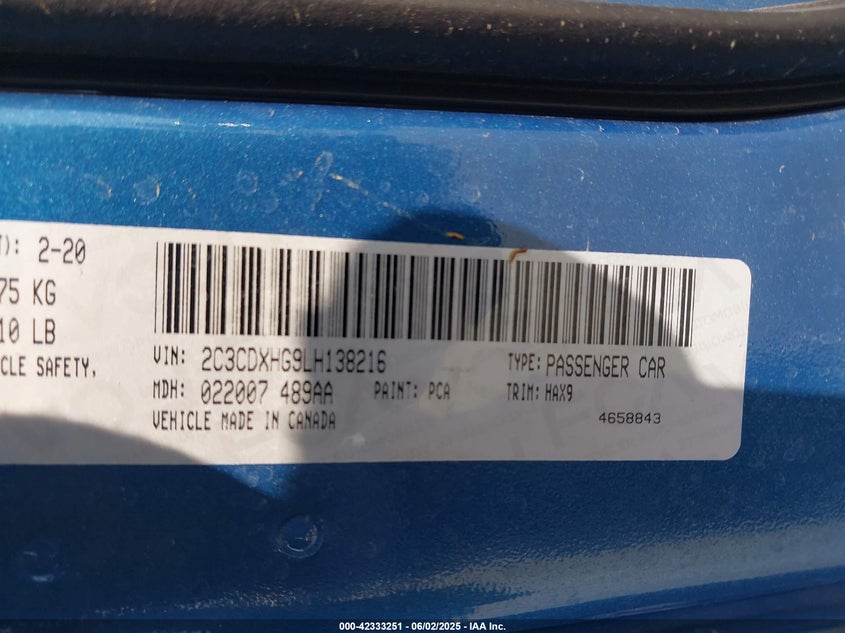 T): 2-20
75 KG
10 LB
CLE SAFETY,
VIN: 2C3CDXHG9LH138216
TYPE: PASSENGER CAR
MDH: 022007 489AA
PAINT: PCA
TRIM: HAX9
VEHICLE MADE IN CANADA
4658843
000-42333251 | 06/02/2025 - IAA Inc.